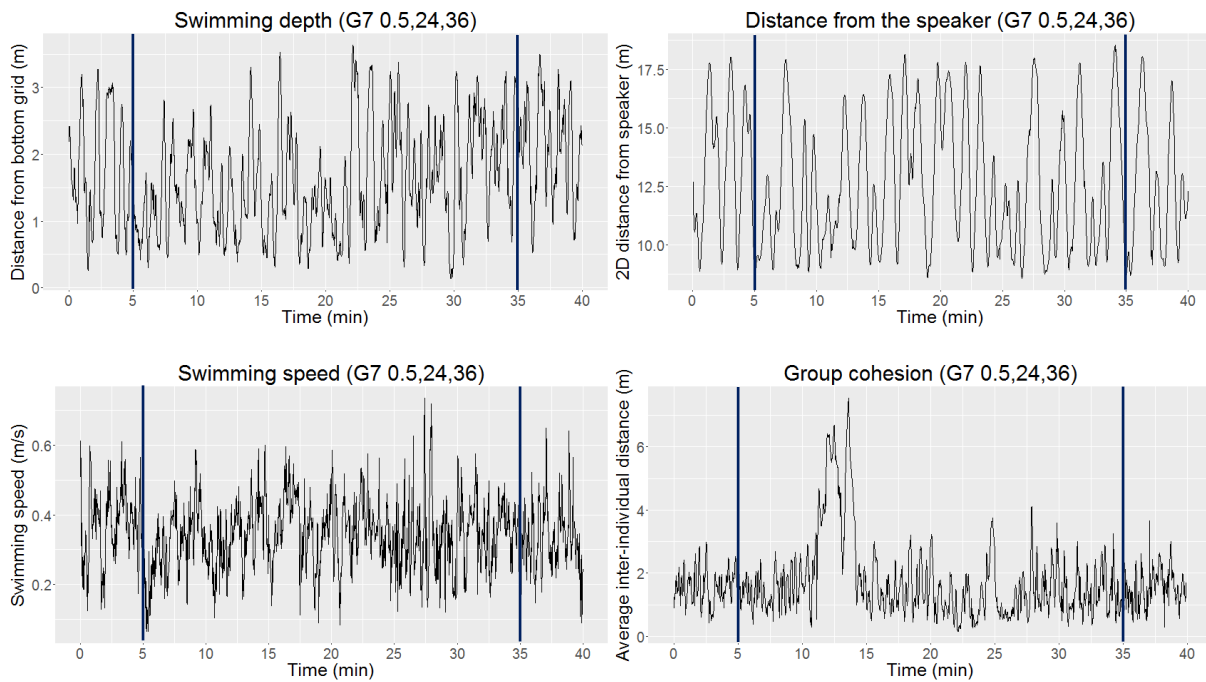 Swimming depth (G7 0.5,24,36)
Distance from bottom grid (m)
3
2
1
0
0 5 10 15 20 25 30 35 40
Time (min)
Distance from the speaker (G7 0.5,24,36)
2D distance from speaker (m)
17.5
15.0
12.5
10.0
0 5 10 15 20 25 30 35 40
Time (min)
Swimming speed (G7 0.5,24,36)
Swimming speed (m/s)
0.6
0.4
0.2
0 5 10 15 20 25 30 35 40
Time (min)
Group cohesion (G7 0.5,24,36)
Average inter-individual distance (m)
6
4
2
0
0 5 10 15 20 25 30 35 40
Time (min)